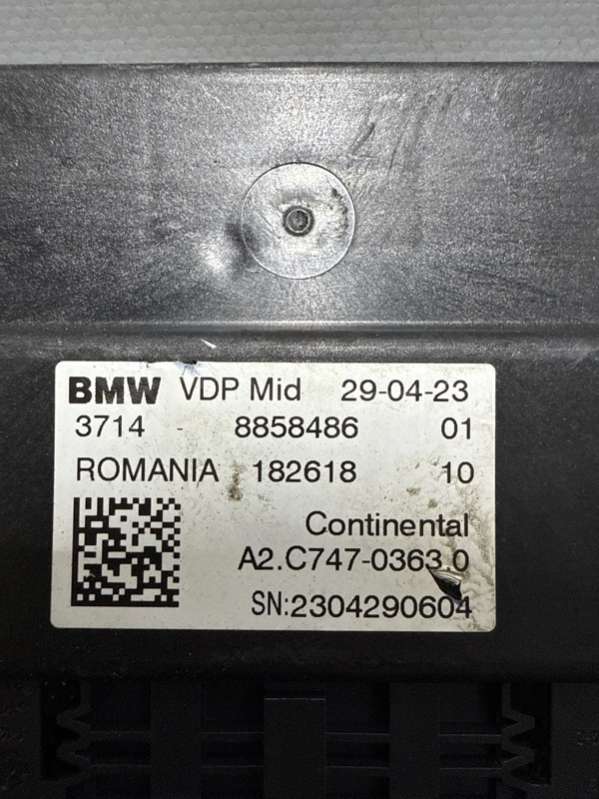 BMW VDP Mid 29-04-23
3714 - 8858486 01
ROMANIA 182618 10
Continental
A2.C747-0363.0
SN:2304290604